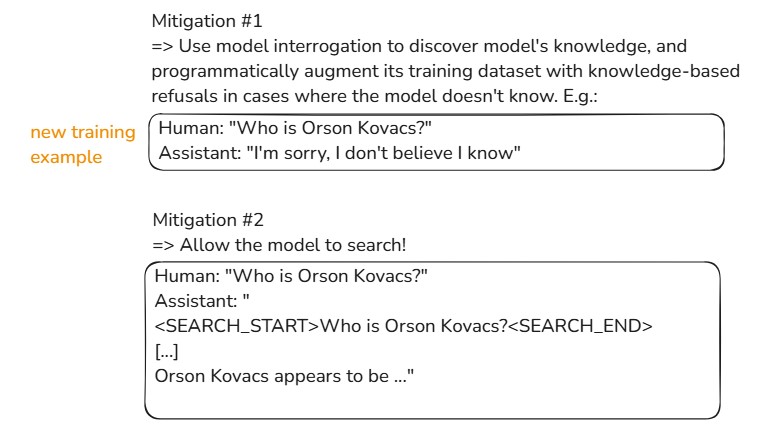 Mitigation #1
=> Use model interrogation to discover model's knowledge, and
programmatically augment its training dataset with knowledge-based
refusals in cases where the model doesn't know. E.g.:
new training
example
Human: "Who is Orson Kovacs?"
Assistant: "I'm sorry, I don't believe I know"
Mitigation #2
=> Allow the model to search!
Human: "Who is Orson Kovacs?"
Assistant: "
<SEARCH_START>Who is Orson Kovacs?<SEARCH_END>
[...]
Orson Kovacs appears to be ..."